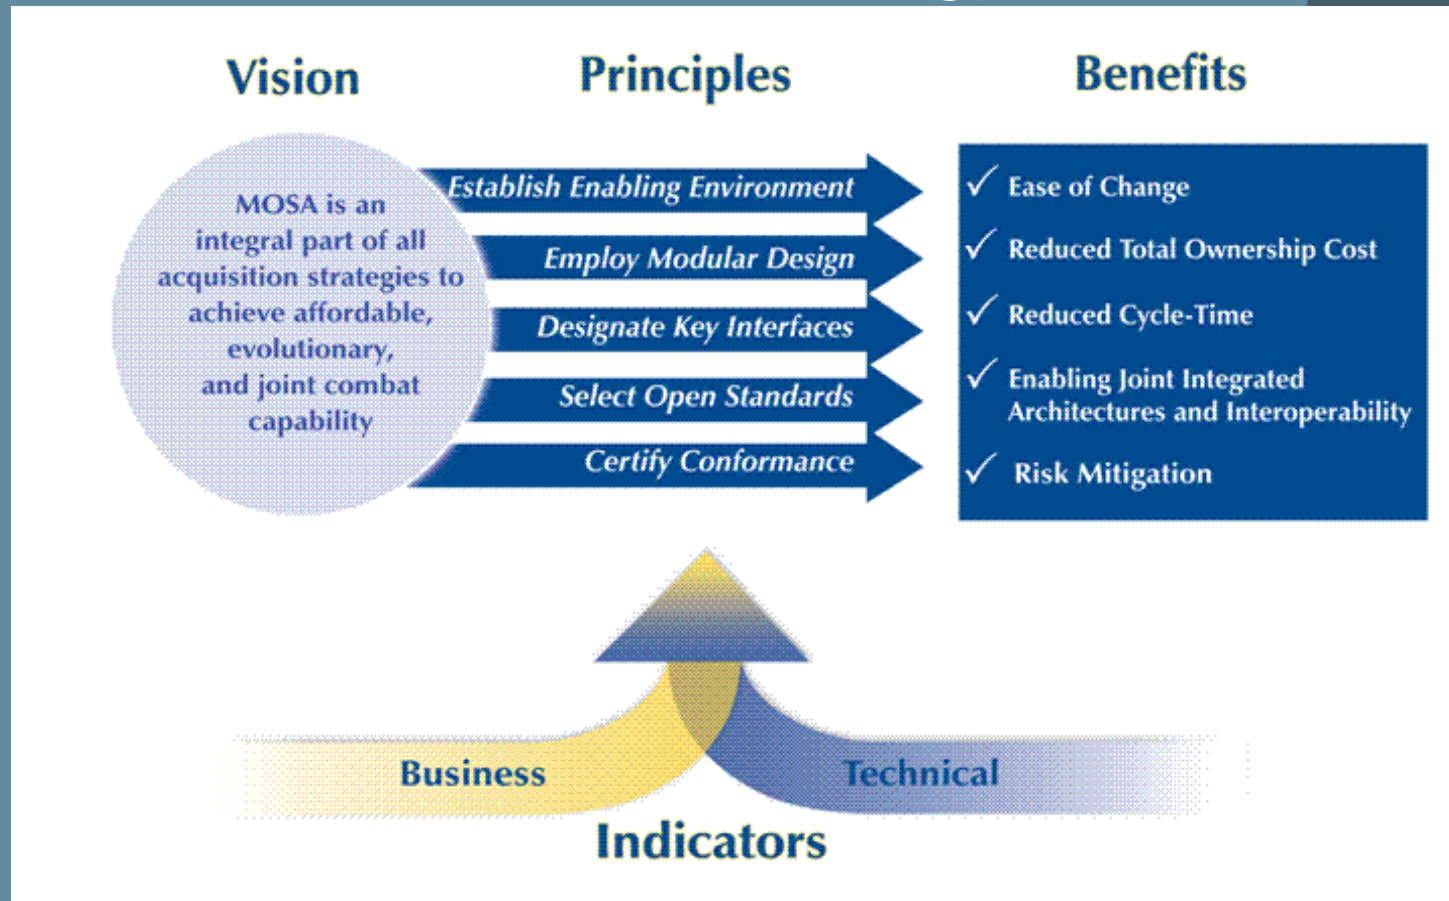 Vision
Principles
Benefits
MOSA is an
integral part of all
acquisition strategies to
achieve affordable,
evolutionary,
and joint combat
capability
Establish Enabling Environment
Employ Modular Design
Designate Key Interfaces
Select Open Standards
Certify Conformance
✓ Ease of Change
✓ Reduced Total Ownership Cost
✓ Reduced Cycle-Time
✓ Enabling Joint Integrated
Architectures and Interoperability
✓ Risk Mitigation
Business
Technical
Indicators